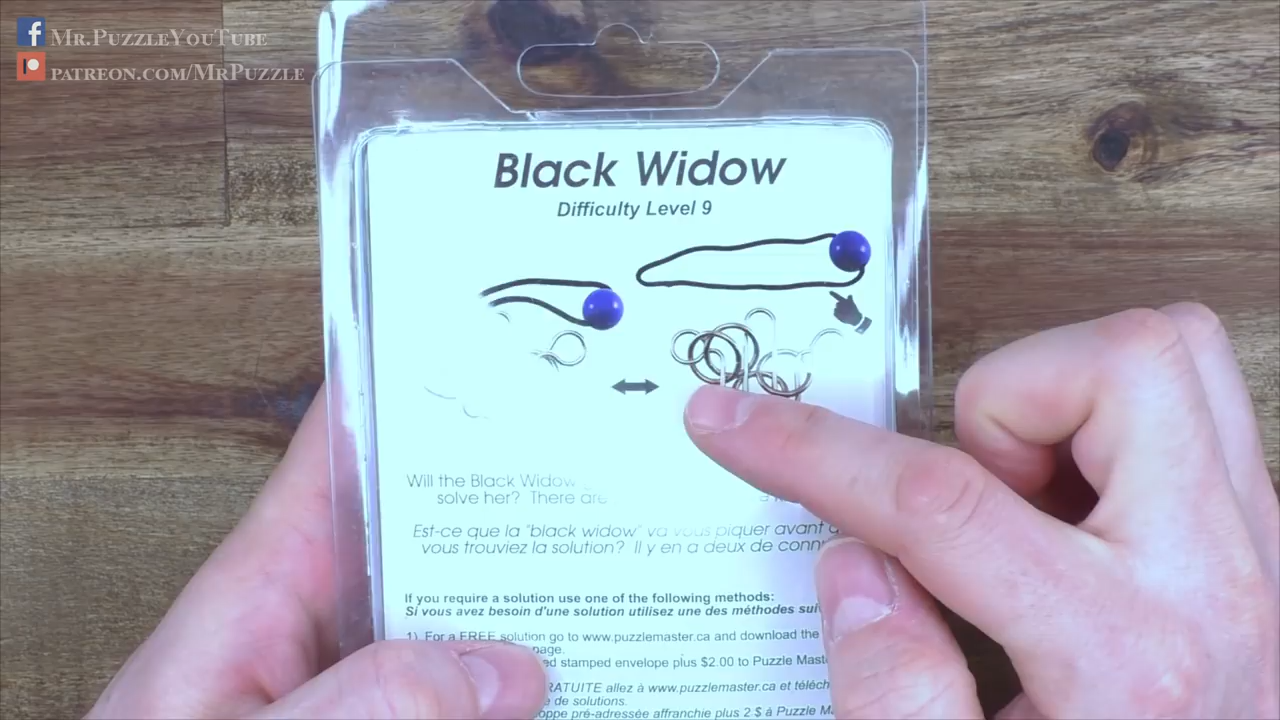 Mr.PuzzleYouTube
patreon.com/MrPuzzle
Black Widow
Difficulty Level 9
Will the Black Widow
solve her? There are
Est-ce que la "black widow" va vous piquer avant
vous trouviez la solution? Il y en a deux de
If you require a solution use one of the following methods:
Si vous avez besoin d'une solution utilisez une des méthodes
1) For a FREE solution go to www.puzzlemaster.ca and download the
page.
stamped envelope plus $2.00 to Puzzle
allez à www.puzzlemaster.ca et
de solutions.
pré-adressée affranchie plus 2 $ à Puzzle